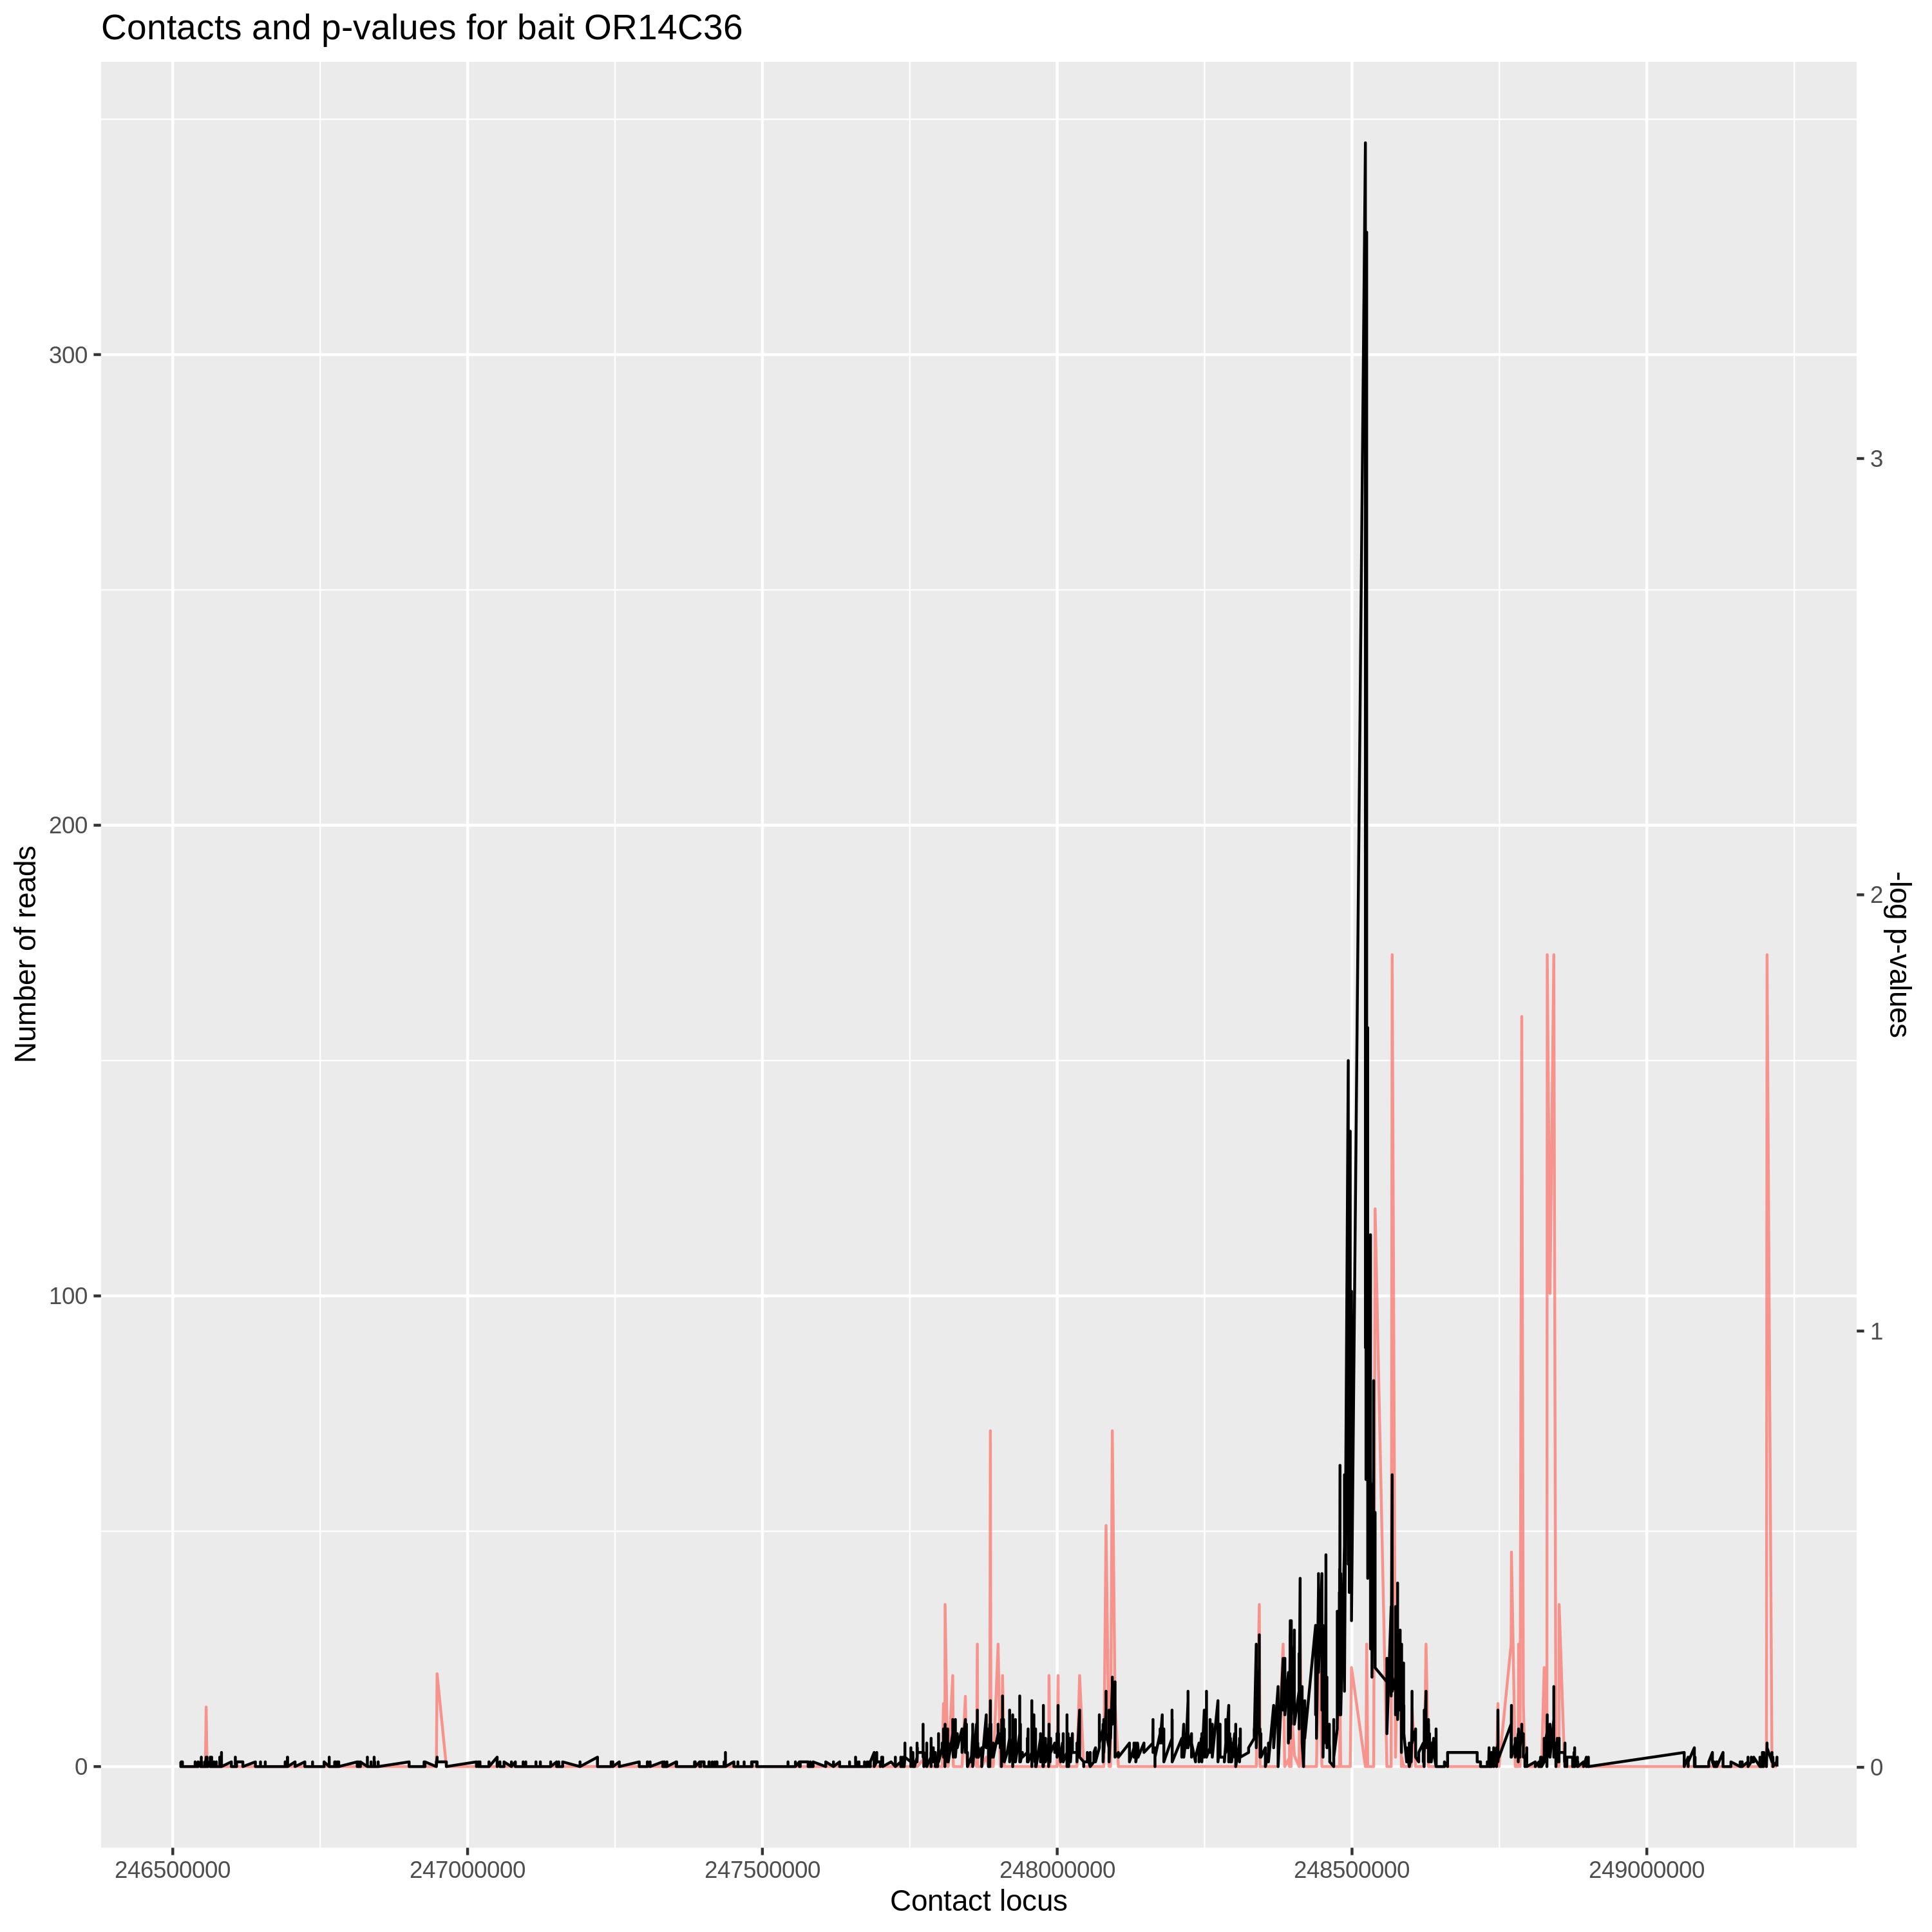 Contacts and p-values for bait OR14C36
300
200
100
0
Number of reads
3
2
1
0
-log p-values
246500000 247000000 247500000 248000000 248500000 249000000
Contact locus